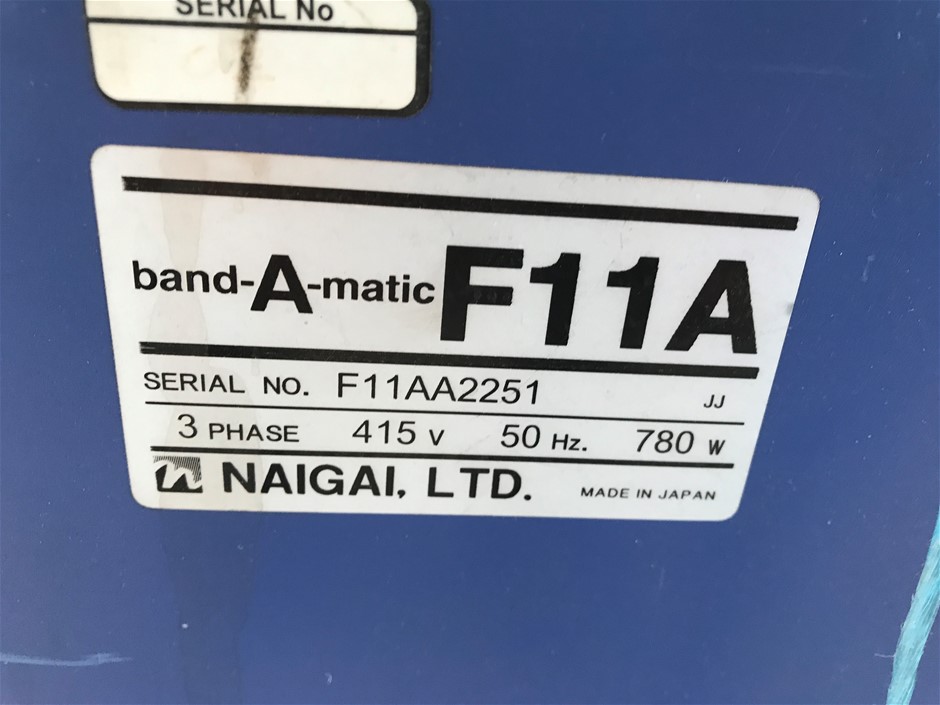 SERIAL No
band-A-matic F11A
SERIAL NO. F11AA2251 JJ
3 PHASE 415 V 50 Hz. 780 W
NAIGAI, LTD. MADE IN JAPAN